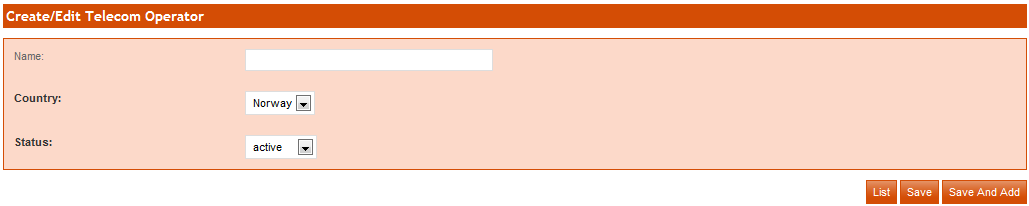 Create/Edit Telecom Operator
Name:
Country: Norway
Status: active
List Save Save And Add